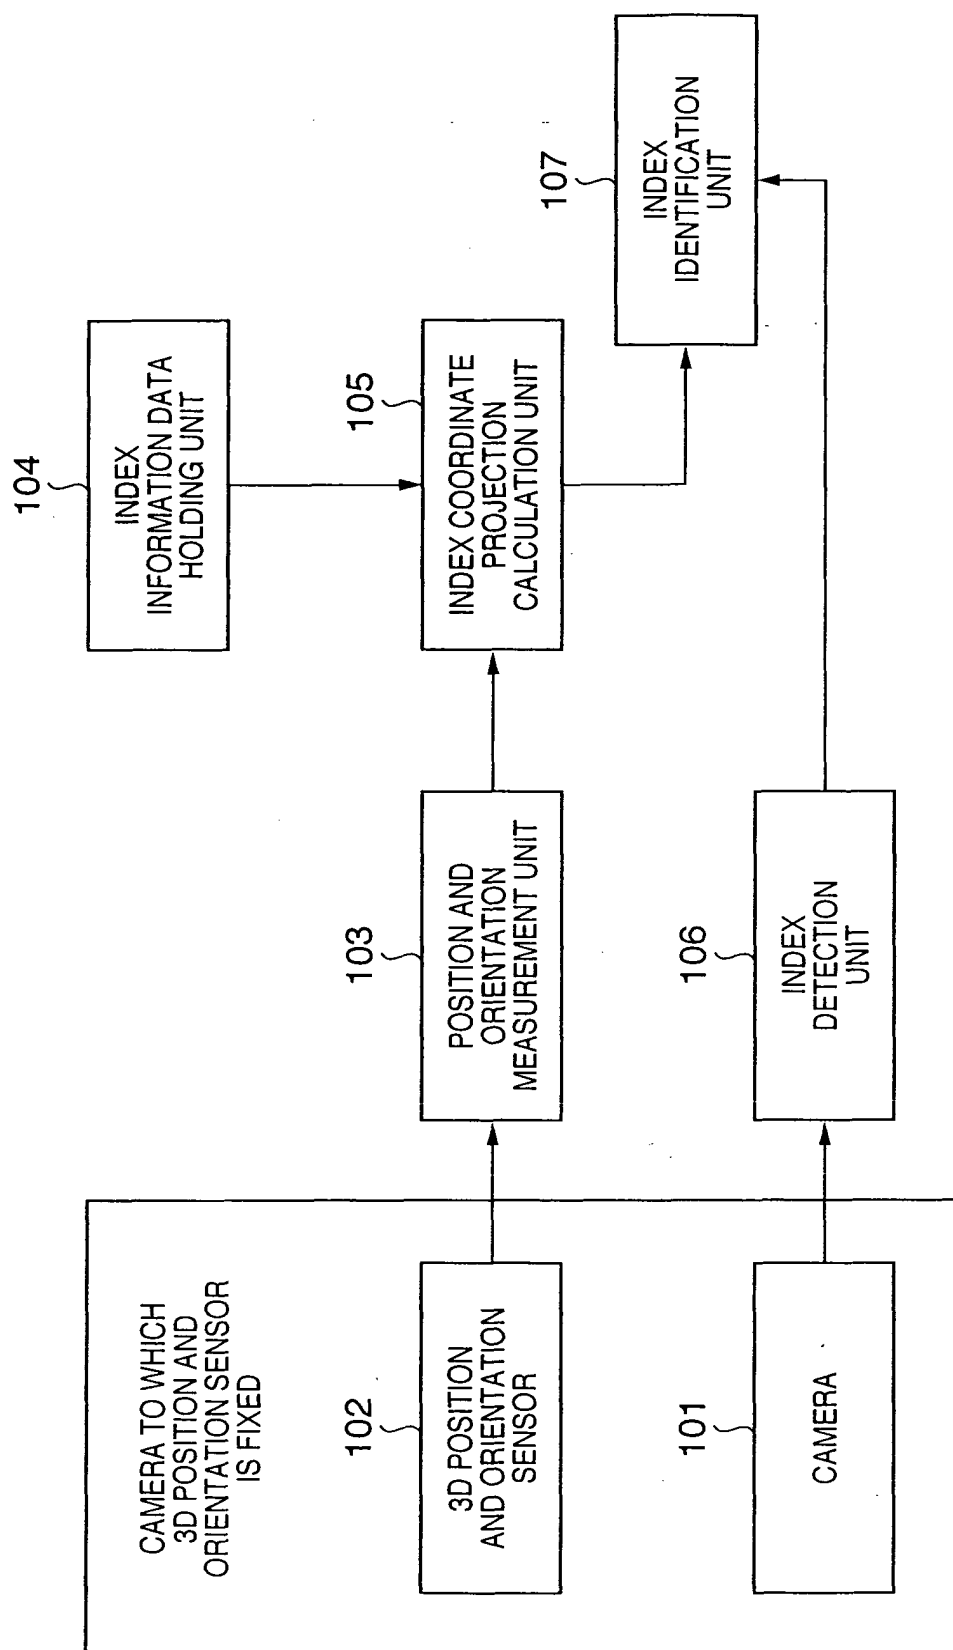 CAMERA TO WHICH
3D POSITION AND
ORIENTATION SENSOR
IS FIXED
102
3D POSITION
AND ORIENTATION
SENSOR
101
CAMERA
103
POSITION AND
ORIENTATION
MEASUREMENT UNIT
106
INDEX
DETECTION
UNIT
104
INDEX
INFORMATION DATA
HOLDING UNIT
105
INDEX COORDINATE
PROJECTION
CALCULATION UNIT
107
INDEX
IDENTIFICATION
UNIT